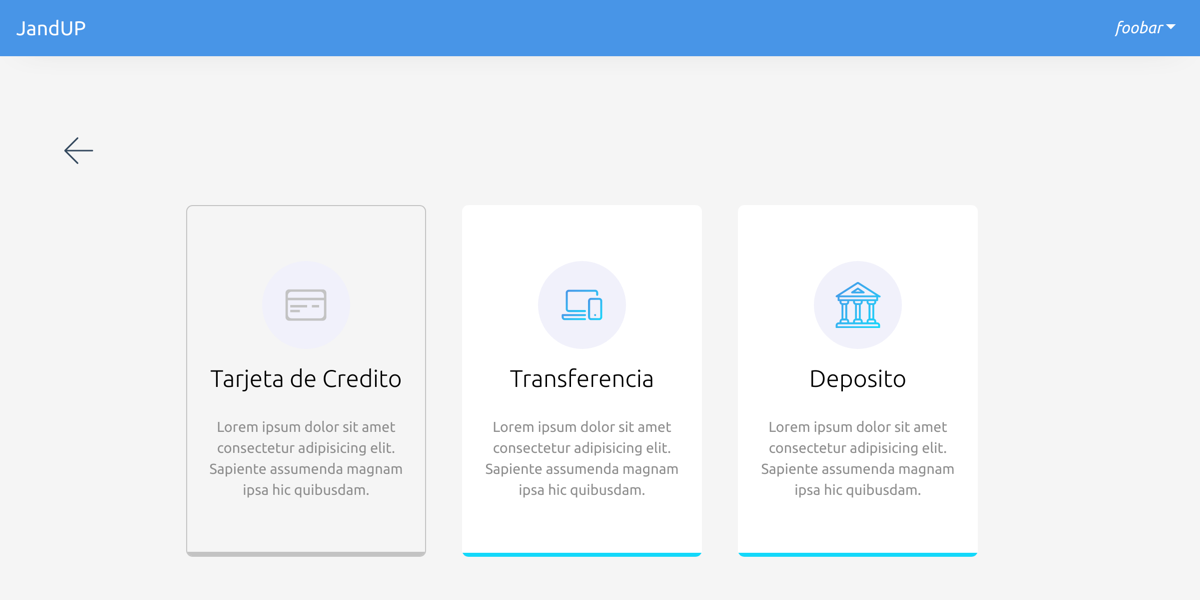 JandUP
foobar
Tarjeta de Credito
Lorem ipsum dolor sit amet
consectetur adipisicing elit.
Sapiente assumenda magnam
ipsa hic quibusdam.
Transferencia
Lorem ipsum dolor sit amet
consectetur adipisicing elit.
Sapiente assumenda magnam
ipsa hic quibusdam.
Deposito
Lorem ipsum dolor sit amet
consectetur adipisicing elit.
Sapiente assumenda magnam
ipsa hic quibusdam.